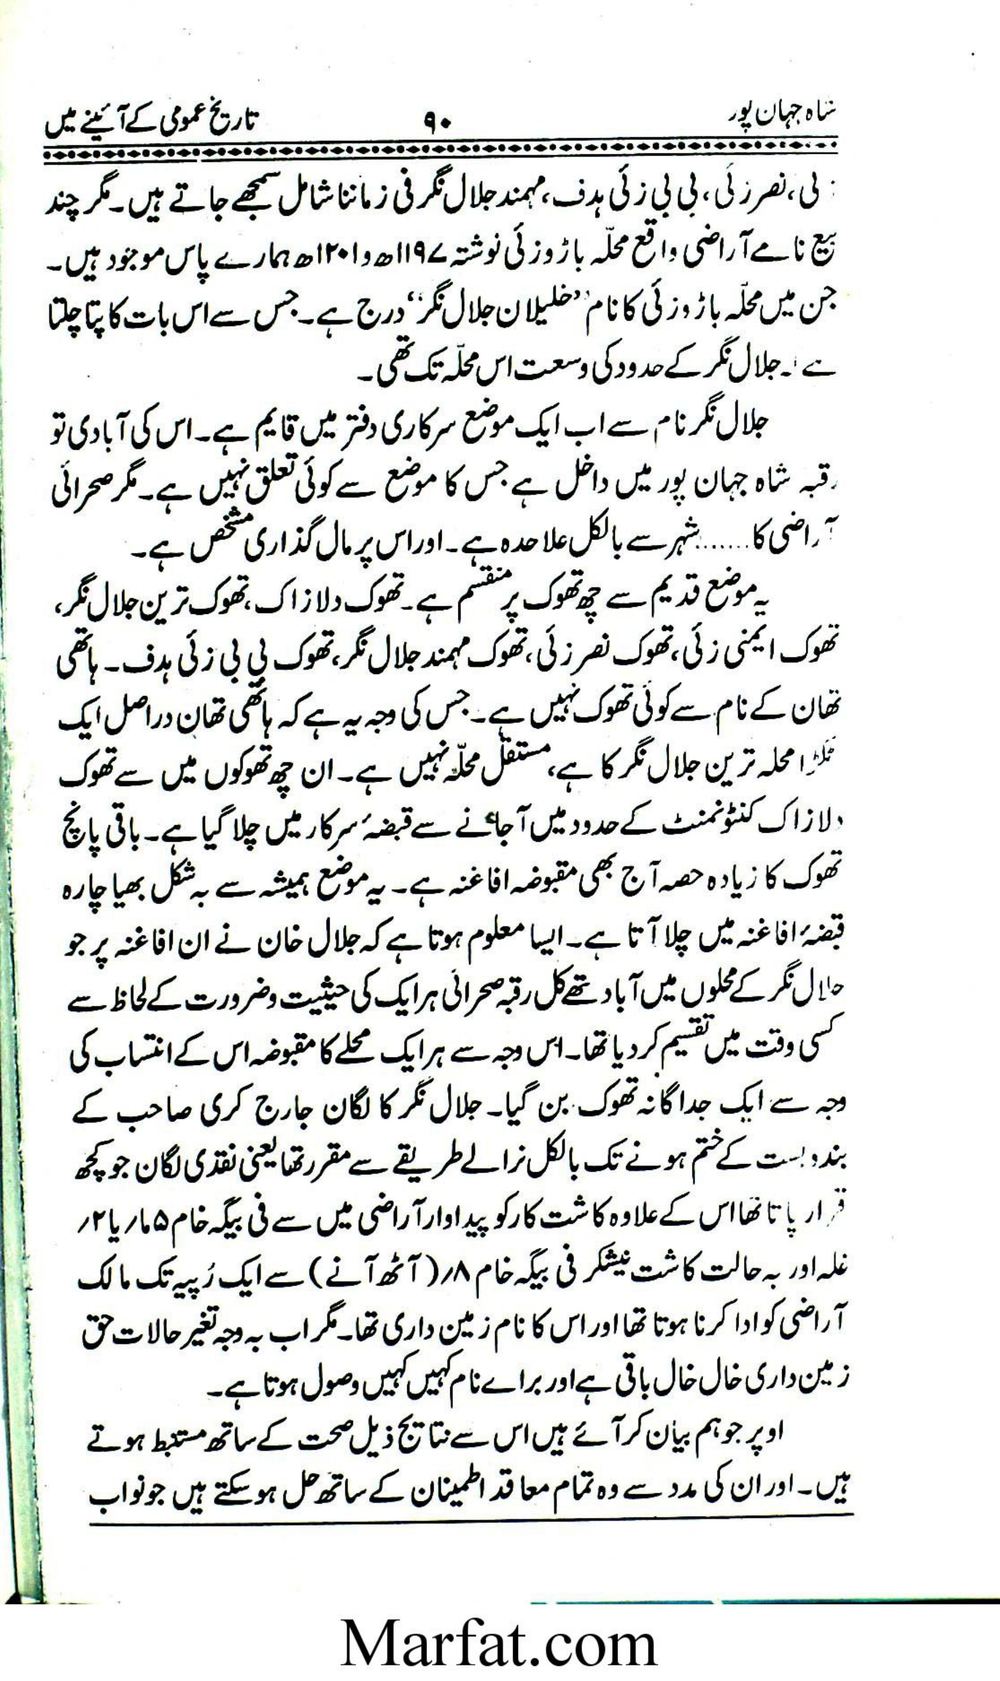 شاہ جہان پور ۹۰ تاریخ عمومی کے آئینے میں
نصر زئی، بی بی زئی ہدف، مہمند جلال نگر فی زماننا شامل سمجھے جاتے ہیں۔ مگر چند
بیع نامے آراضی واقع محلّہ باڑوزئی نوشتہ ۱۱۹۷ھ و ۱۲۰۱ھ ہمارے پاس موجود ہیں۔
جن میں محلّہ باڑوزئی کا نام ”خلیلان جلال نگر“ درج ہے۔ جس سے اس بات کا پتا چلتا
ہے۔ جلال نگر کے حدود کی وسعت اس محلّہ تک تھی۔
جلال نگر نام سے اب ایک موضع سرکاری دفتر میں قایم ہے۔ اس کی آبادی تو
رقبہ شاہ جہان پور میں داخل ہے جس کا موضع سے کوئی تعلق نہیں ہے۔ مگر صحرائی
آراضی کا.......شہر سے بالکل علاحدہ ہے۔ اور اس پر مال گذاری مشخص ہے۔
یہ موضع قدیم سے چھ تھوک پر منقسم ہے۔ تھوک دلازاک، تھوک ترین جلال نگر،
تھوک ایمنی زئی، تھوک نصر زئی، تھوک مہمند جلال نگر، تھوک بی بی زئی ہدف۔ ہاتھی
تھان کے نام سے کوئی تھوک نہیں ہے۔ جس کی وجہ یہ ہے کہ ہاتھی تھان دراصل ایک
ٹکڑا محلہ ترین جلال نگر کا ہے، مستقل محلّہ نہیں ہے۔ ان چھ تھوکوں میں سے تھوک
دلازاک کنٹونمنٹ کے حدود میں آ جانے سے قبضۂ سرکار میں چلا گیا ہے۔ باقی پانچ
تھوک کا زیادہ حصہ آج بھی مقبوضہ افاغنہ ہے۔ یہ موضع ہمیشہ سے بہ شکل بھیا چارہ
قبضۂ افاغنہ میں چلا آتا ہے۔ ایسا معلوم ہوتا ہے کہ جلال خان نے ان افاغنہ پر جو
جلال نگر کے محلوں میں آباد تھے کل رقبہ صحرائی ہر ایک کی حیثیت و ضرورت کے لحاظ سے
کسی وقت میں تقسیم کر دیا تھا۔ اس وجہ سے ہر ایک محلے کا مقبوضہ اس کے انتساب کی
وجہ سے ایک جداگانہ تھوک بن گیا۔ جلال نگر کا لگان جارج کری صاحب کے
بندوبست کے ختم ہونے تک بالکل نرالے طریقے سے مقرر تھا یعنی نقدی لگان جو کچھ
قرار پاتا تھا اس کے علاوہ کاشت کار کو پیداوار آراضی میں سے فی بیگہ خام ۵ مار یا ۲؍
غلہ اور بہ حالت کاشت نیشکر فی بیگہ خام ۸؍ (آٹھ آنے) سے ایک رُپیہ تک مالک
آراضی کو ادا کرنا ہوتا تھا اور اس کا نام زمین داری تھا۔ مگر اب بہ وجہ تغیر حالات حق
زمین داری خال خال باقی ہے اور براے نام کہیں کہیں وصول ہوتا ہے۔
اوپر جو ہم بیان کر آئے ہیں اس سے نتایج ذیل صحت کے ساتھ مستنبط ہوتے
ہیں۔ اور ان کی مدد سے وہ تمام معاقد اطمینان کے ساتھ حل ہو سکتے ہیں جو نواب
Marfat.com